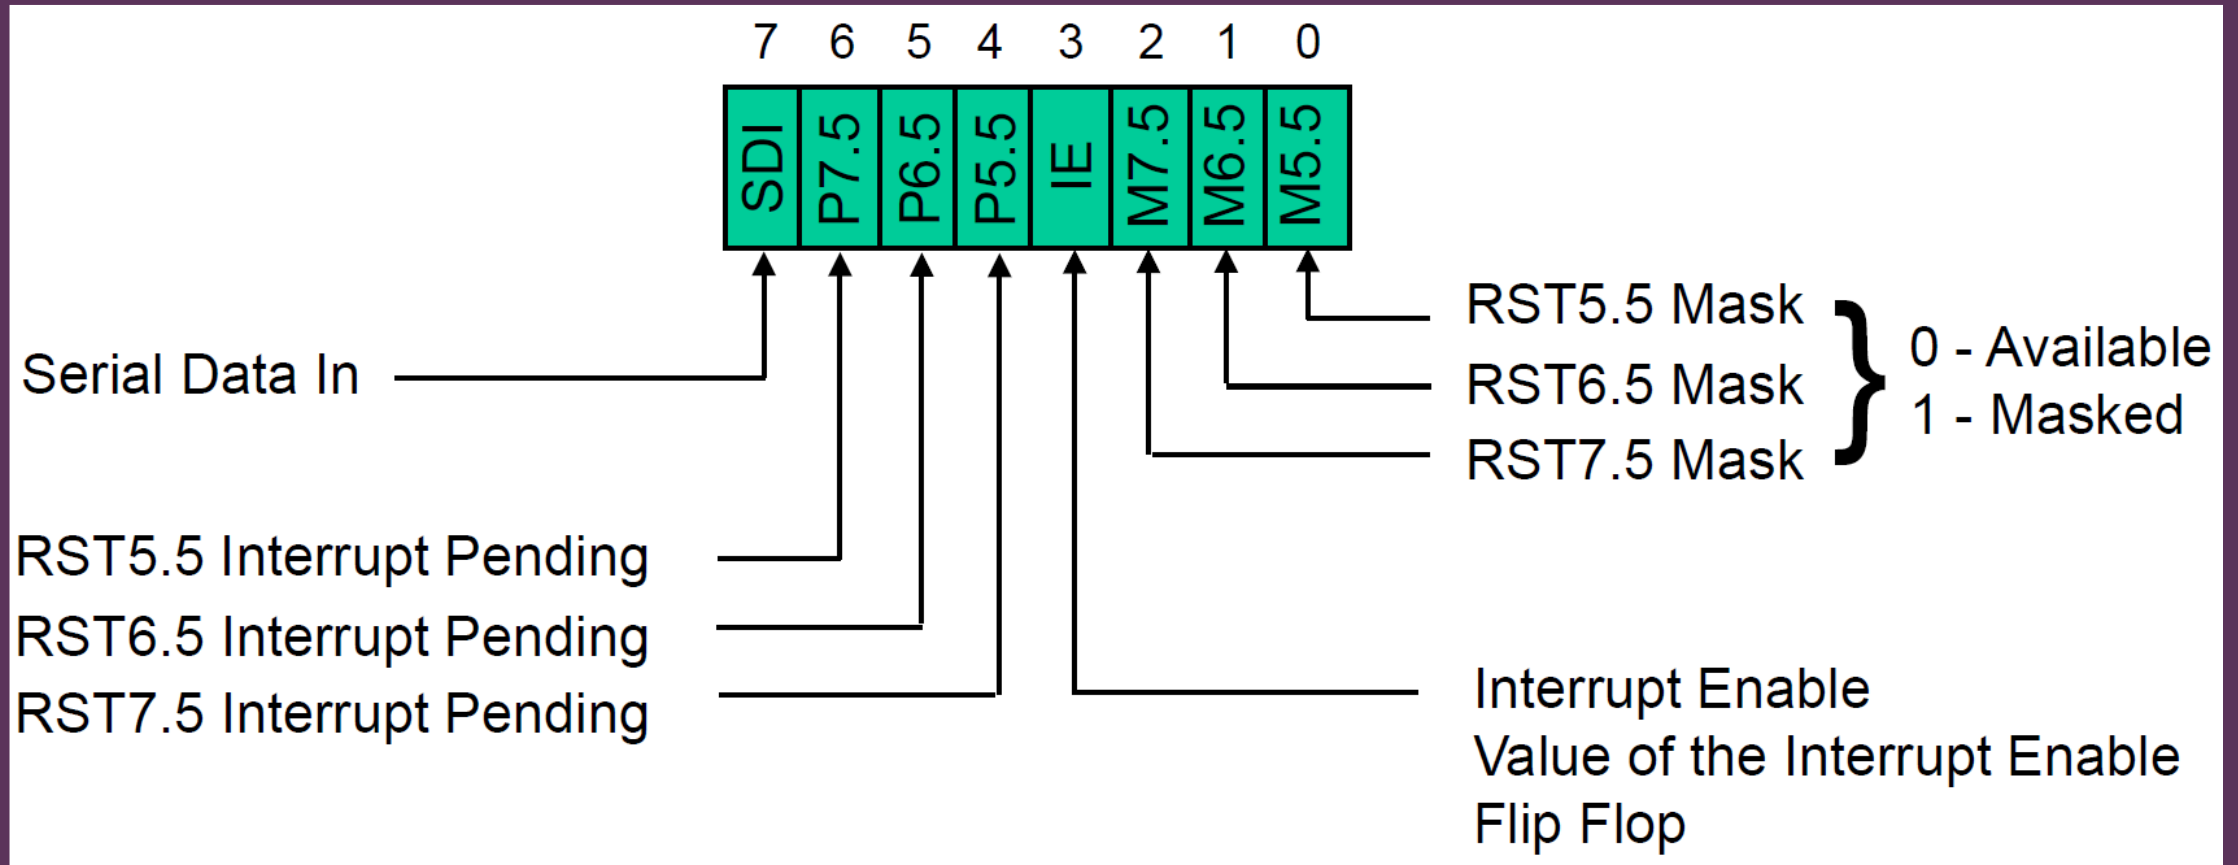 7 6 5 4 3 2 1 0
SDI P7.5 P6.5 P5.5 IE M7.5 M6.5 M5.5
Serial Data In
RST5.5 Interrupt Pending
RST6.5 Interrupt Pending
RST7.5 Interrupt Pending
RST5.5 Mask
RST6.5 Mask
RST7.5 Mask
0 - Available
1 - Masked
Interrupt Enable
Value of the Interrupt Enable
Flip Flop